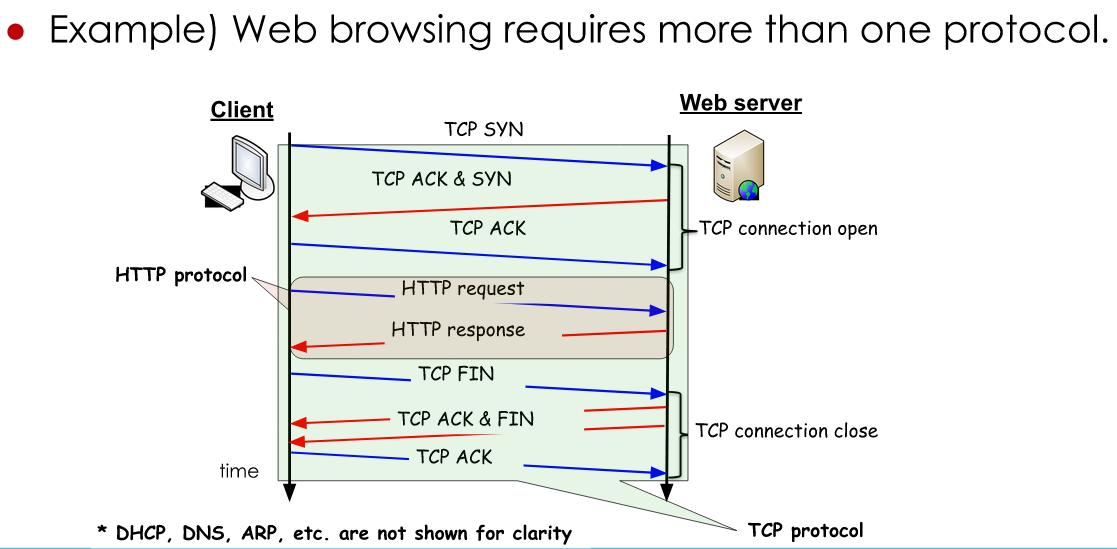 ● Example) Web browsing requires more than one protocol.
Client
Web server
TCP SYN
TCP ACK & SYN
TCP ACK
TCP connection open
HTTP protocol
HTTP request
HTTP response
TCP FIN
TCP ACK & FIN
TCP connection close
TCP ACK
time
* DHCP, DNS, ARP, etc. are not shown for clarity
TCP protocol